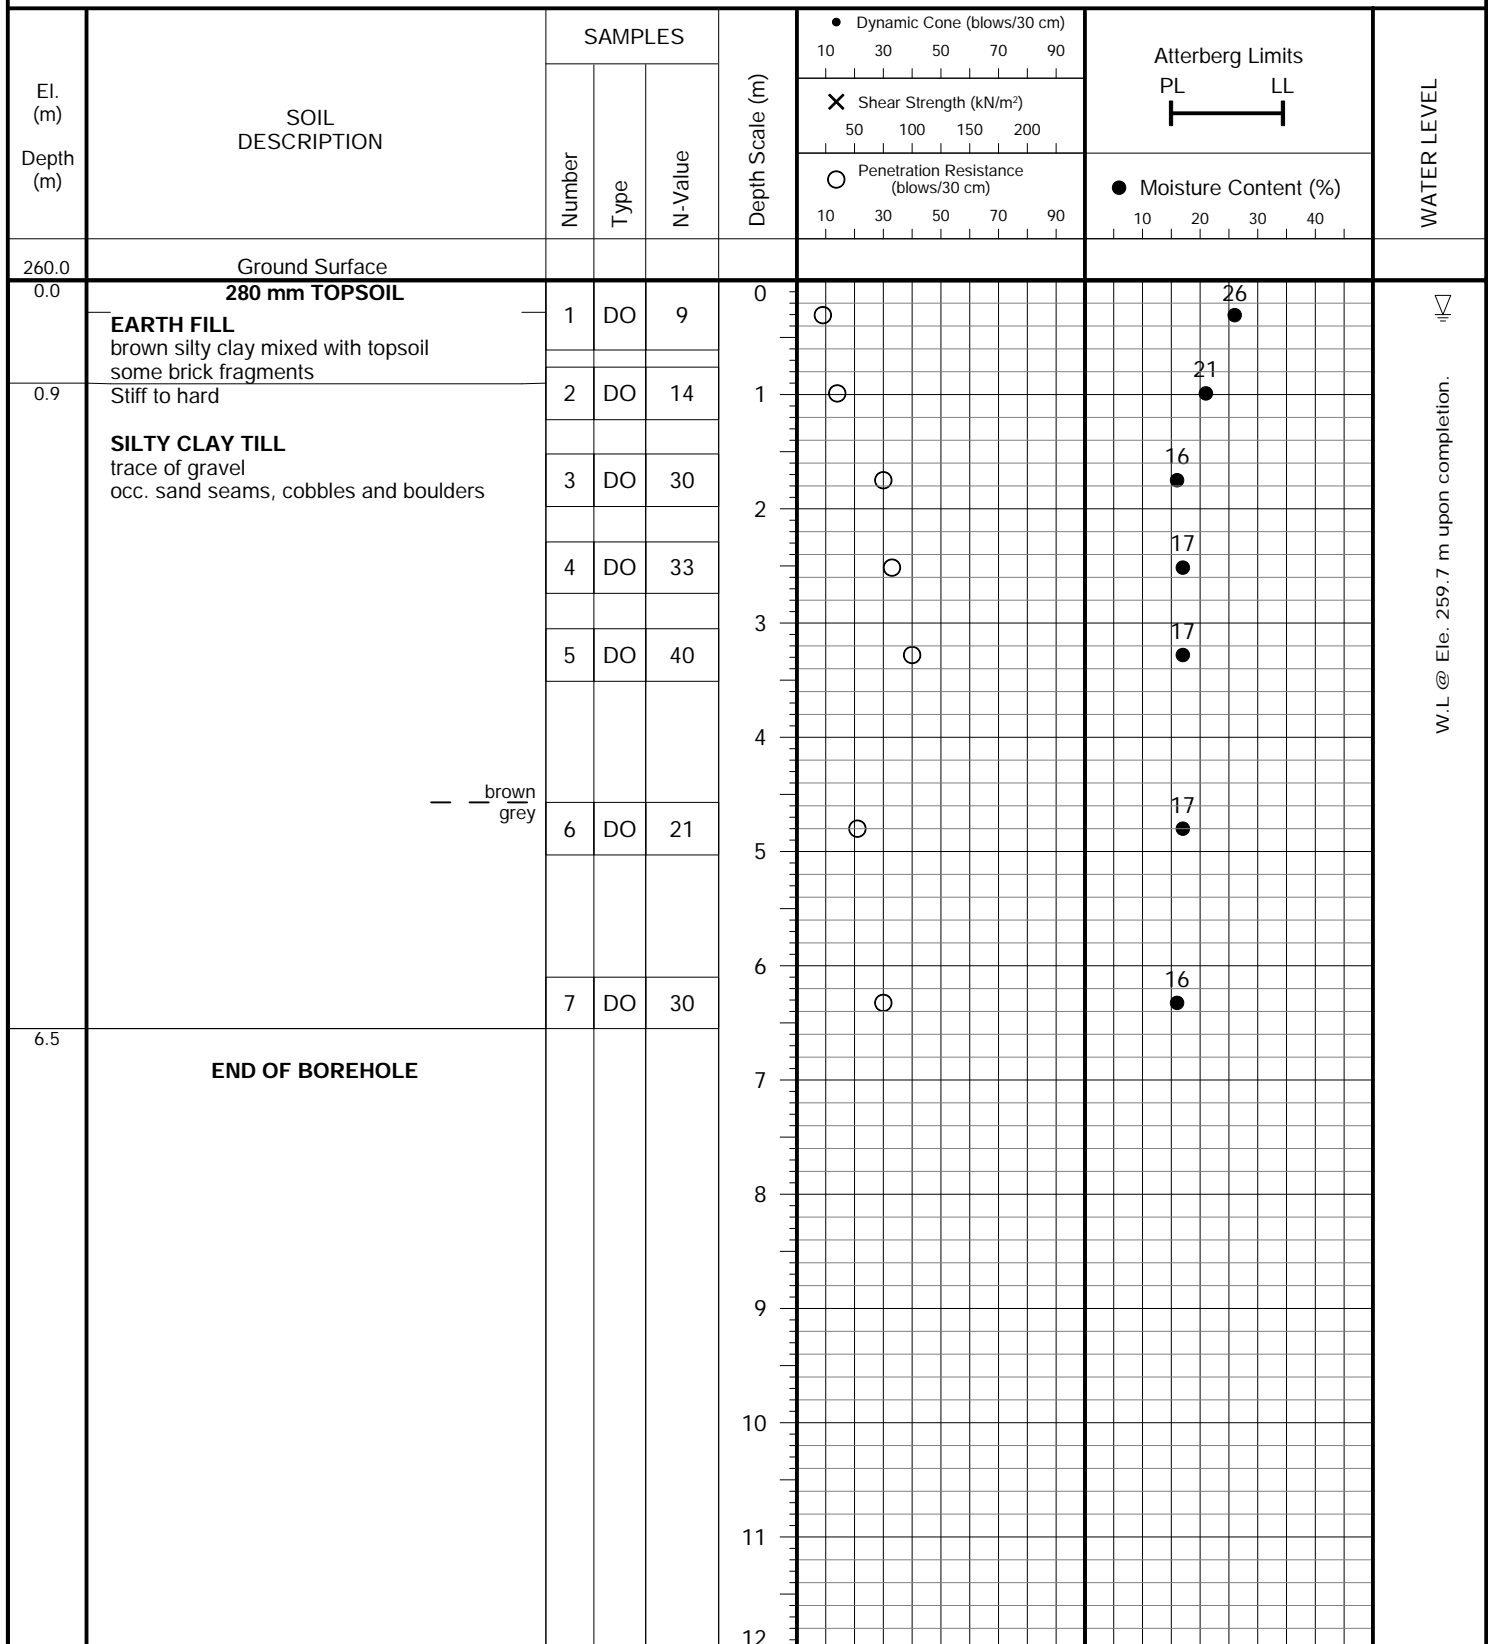 El.
(m)
Depth
(m)
SOIL
DESCRIPTION
SAMPLES
Number
Type
N-Value
Depth Scale (m)
Dynamic Cone (blows/30 cm)
10 30 50 70 90
Shear Strength (kN/m²)
50 100 150 200
Penetration Resistance
(blows/30 cm)
10 30 50 70 90
Atterberg Limits
PL LL
Moisture Content (%)
10 20 30 40
WATER LEVEL
260.0 Ground Surface
0.0 280 mm TOPSOIL
EARTH FILL
brown silty clay mixed with topsoil
some brick fragments
0.9 Stiff to hard
SILTY CLAY TILL
trace of gravel
occ. sand seams, cobbles and boulders
brown
grey
6.5
END OF BOREHOLE
1 DO 9
2 DO 14
3 DO 30
4 DO 33
5 DO 40
6 DO 21
7 DO 30
0
1
2
3
4
5
6
7
8
9
10
11
12
26
21
16
17
17
17
16
W.L @ Ele. 259.7 m upon completion.